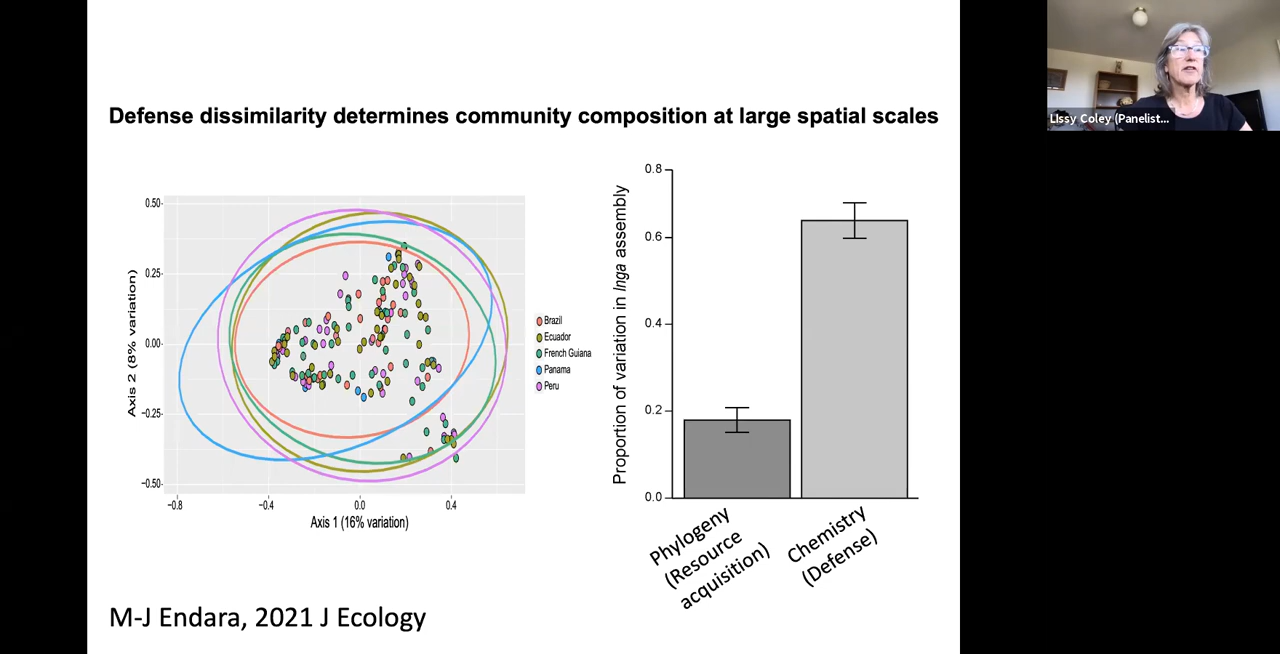 Defense dissimilarity determines community composition at large spatial scales
Lissy Coley (Panelist...
0.50
0.25
0.00
−0.25
−0.50
Axis 2 (8% variation)
−0.8
−0.4
0.0
0.4
Axis 1 (16% variation)
Brazil
Ecuador
French Guiana
Panama
Peru
0.8
0.6
0.4
0.2
0.0
Proportion of variation in Inga assembly
Phylogeny
(Resource
acquisition)
Chemistry
(Defense)
M-J Endara, 2021 J Ecology